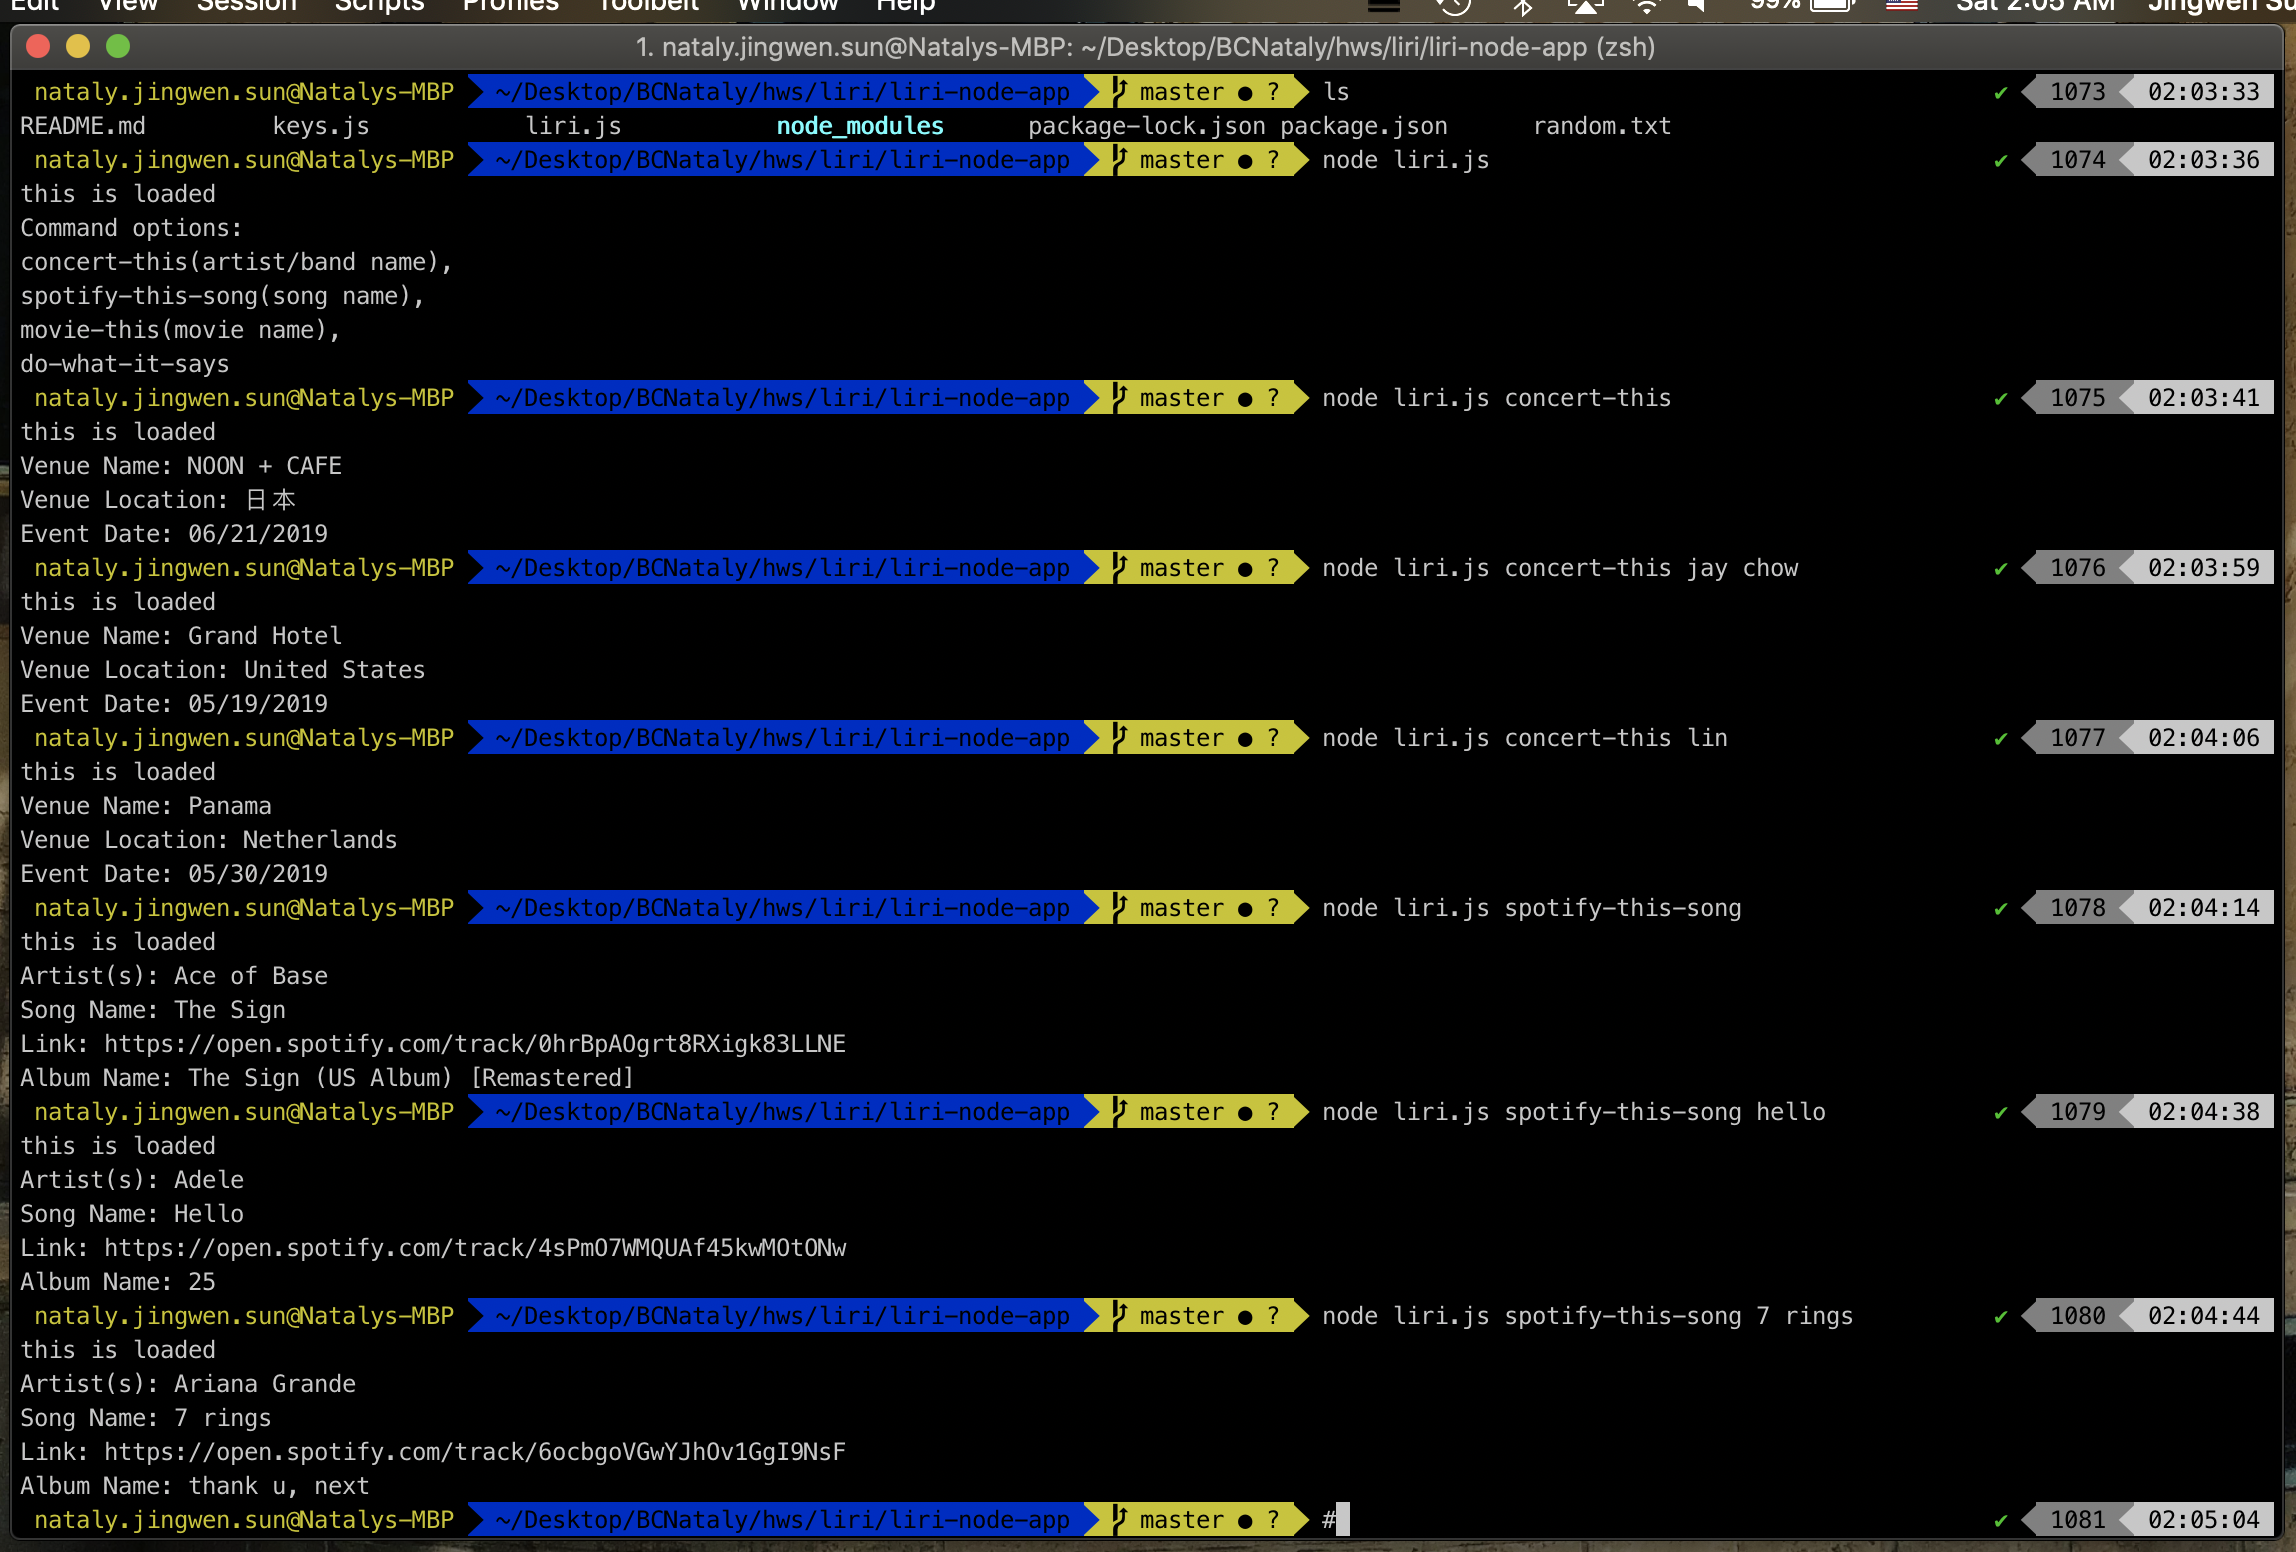 Edit View Session Scripts Profiles Toolbelt Window Help 99% Sat 2:05 AM Jingwen Su
1. nataly.jingwen.sun@Natalys-MBP: ~/Desktop/BCNataly/hws/liri/liri-node-app (zsh)
nataly.jingwen.sun@Natalys-MBP ~/Desktop/BCNataly/hws/liri/liri-node-app master ● ? ls ✔ 1073 02:03:33
README.md keys.js liri.js node_modules package-lock.json package.json random.txt
nataly.jingwen.sun@Natalys-MBP ~/Desktop/BCNataly/hws/liri/liri-node-app master ● ? node liri.js ✔ 1074 02:03:36
this is loaded
Command options:
concert-this(artist/band name),
spotify-this-song(song name),
movie-this(movie name),
do-what-it-says
nataly.jingwen.sun@Natalys-MBP ~/Desktop/BCNataly/hws/liri/liri-node-app master ● ? node liri.js concert-this ✔ 1075 02:03:41
this is loaded
Venue Name: NOON + CAFE
Venue Location: 日本
Event Date: 06/21/2019
nataly.jingwen.sun@Natalys-MBP ~/Desktop/BCNataly/hws/liri/liri-node-app master ● ? node liri.js concert-this jay chow ✔ 1076 02:03:59
this is loaded
Venue Name: Grand Hotel
Venue Location: United States
Event Date: 05/19/2019
nataly.jingwen.sun@Natalys-MBP ~/Desktop/BCNataly/hws/liri/liri-node-app master ● ? node liri.js concert-this lin ✔ 1077 02:04:06
this is loaded
Venue Name: Panama
Venue Location: Netherlands
Event Date: 05/30/2019
nataly.jingwen.sun@Natalys-MBP ~/Desktop/BCNataly/hws/liri/liri-node-app master ● ? node liri.js spotify-this-song ✔ 1078 02:04:14
this is loaded
Artist(s): Ace of Base
Song Name: The Sign
Link: https://open.spotify.com/track/0hrBpAOgrt8RXigk83LLNE
Album Name: The Sign (US Album) [Remastered]
nataly.jingwen.sun@Natalys-MBP ~/Desktop/BCNataly/hws/liri/liri-node-app master ● ? node liri.js spotify-this-song hello ✔ 1079 02:04:38
this is loaded
Artist(s): Adele
Song Name: Hello
Link: https://open.spotify.com/track/4sPmO7WMQUAf45kwMOtONw
Album Name: 25
nataly.jingwen.sun@Natalys-MBP ~/Desktop/BCNataly/hws/liri/liri-node-app master ● ? node liri.js spotify-this-song 7 rings ✔ 1080 02:04:44
this is loaded
Artist(s): Ariana Grande
Song Name: 7 rings
Link: https://open.spotify.com/track/6ocbgoVGwYJhOv1GgI9NsF
Album Name: thank u, next
nataly.jingwen.sun@Natalys-MBP ~/Desktop/BCNataly/hws/liri/liri-node-app master ● ? # ✔ 1081 02:05:04